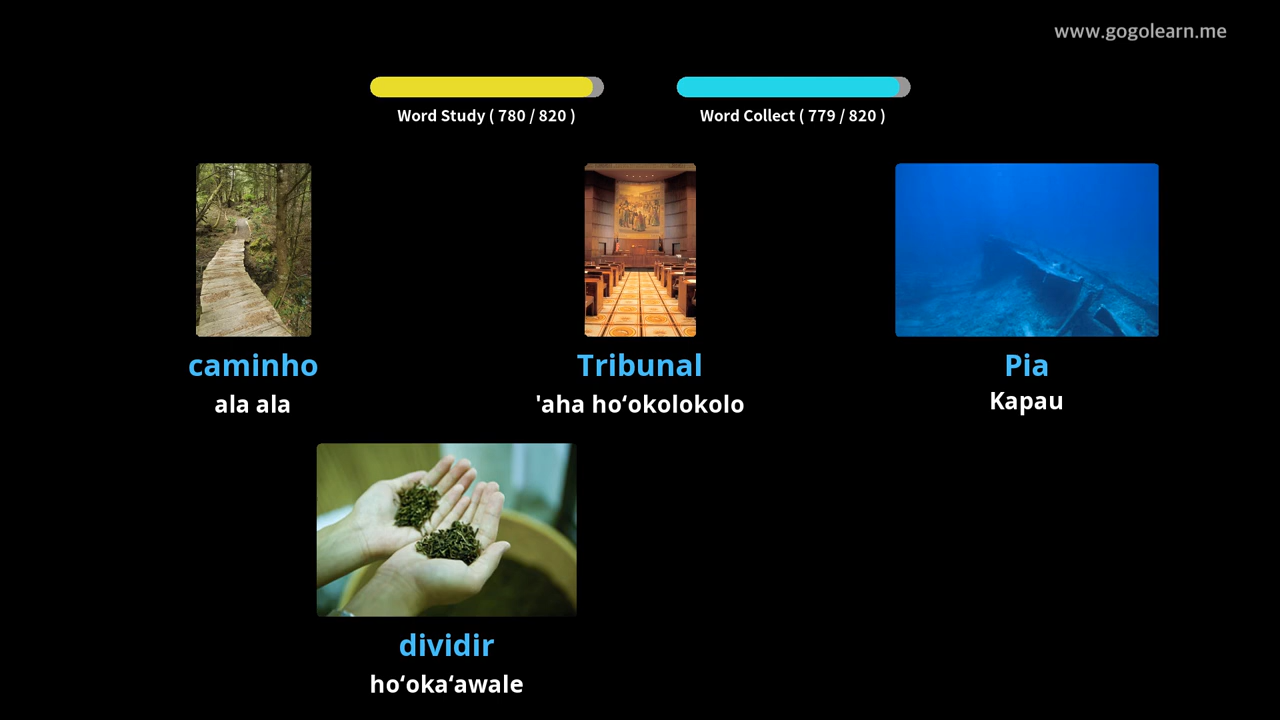 www.gogolearn.me
Word Study ( 780 / 820 )
Word Collect ( 779 / 820 )
caminho
ala ala
Tribunal
'aha hoʻokolokolo
Pia
Kapau
dividir
hoʻokaʻawale